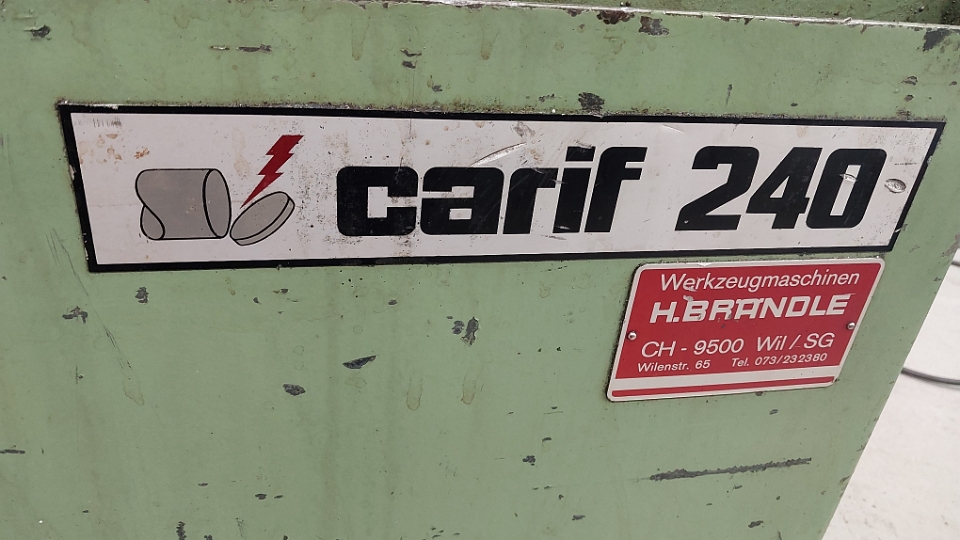 carif 240
Werkzeugmaschinen
H.BRÄNDLE
CH - 9500 Wil / SG
Wilenstr. 65 Tel. 073/232380